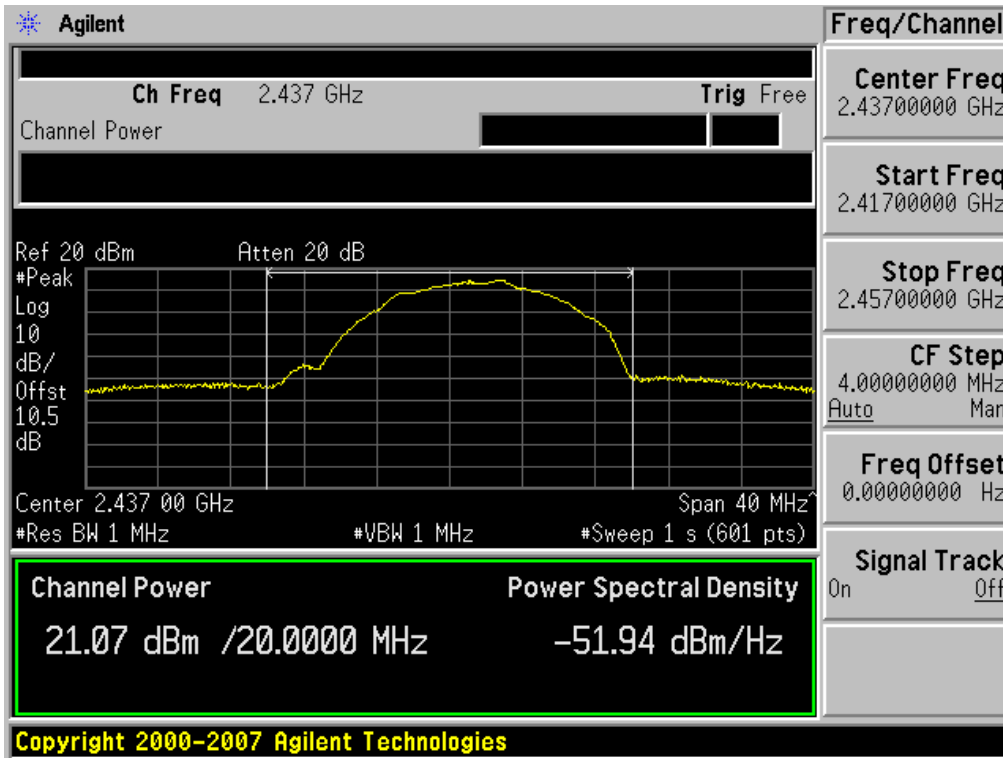 Agilent
Ch Freq 2.437 GHz Trig Free
Channel Power
Ref 20 dBm Atten 20 dB
#Peak
Log
10
dB/
Offst
10.5
dB
Center 2.437 00 GHz Span 40 MHz^
#Res BW 1 MHz #VBW 1 MHz #Sweep 1 s (601 pts)
Channel Power Power Spectral Density
21.07 dBm /20.0000 MHz -51.94 dBm/Hz
Copyright 2000-2007 Agilent Technologies
Freq/Channel
Center Freq
2.43700000 GHz
Start Freq
2.41700000 GHz
Stop Freq
2.45700000 GHz
CF Step
4.00000000 MHz
Auto Man
Freq Offset
0.00000000 Hz
Signal Track
On Off